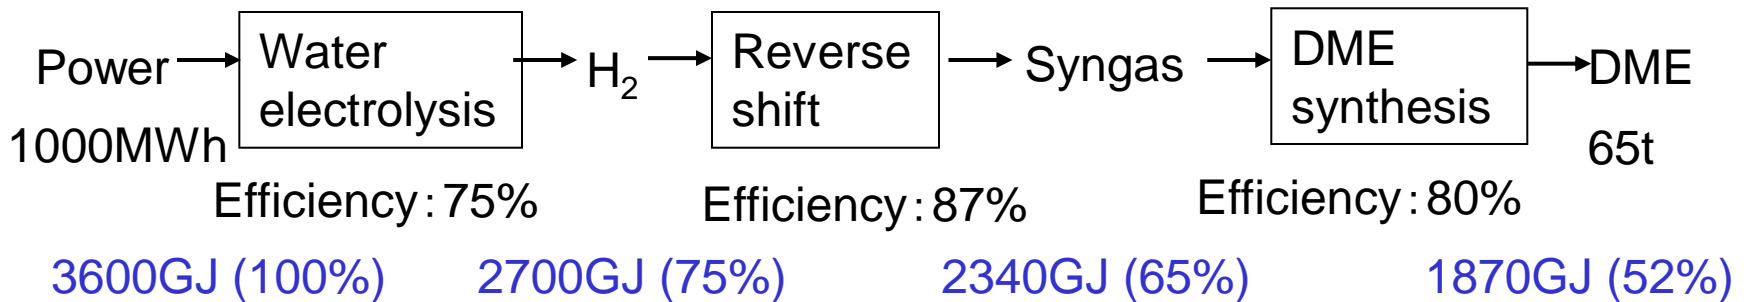 Power
1000MWh
Water
electrolysis
H₂
Reverse
shift
Syngas
DME
synthesis
DME
65t
Efficiency:75%
Efficiency:87%
Efficiency:80%
3600GJ (100%)
2700GJ (75%)
2340GJ (65%)
1870GJ (52%)